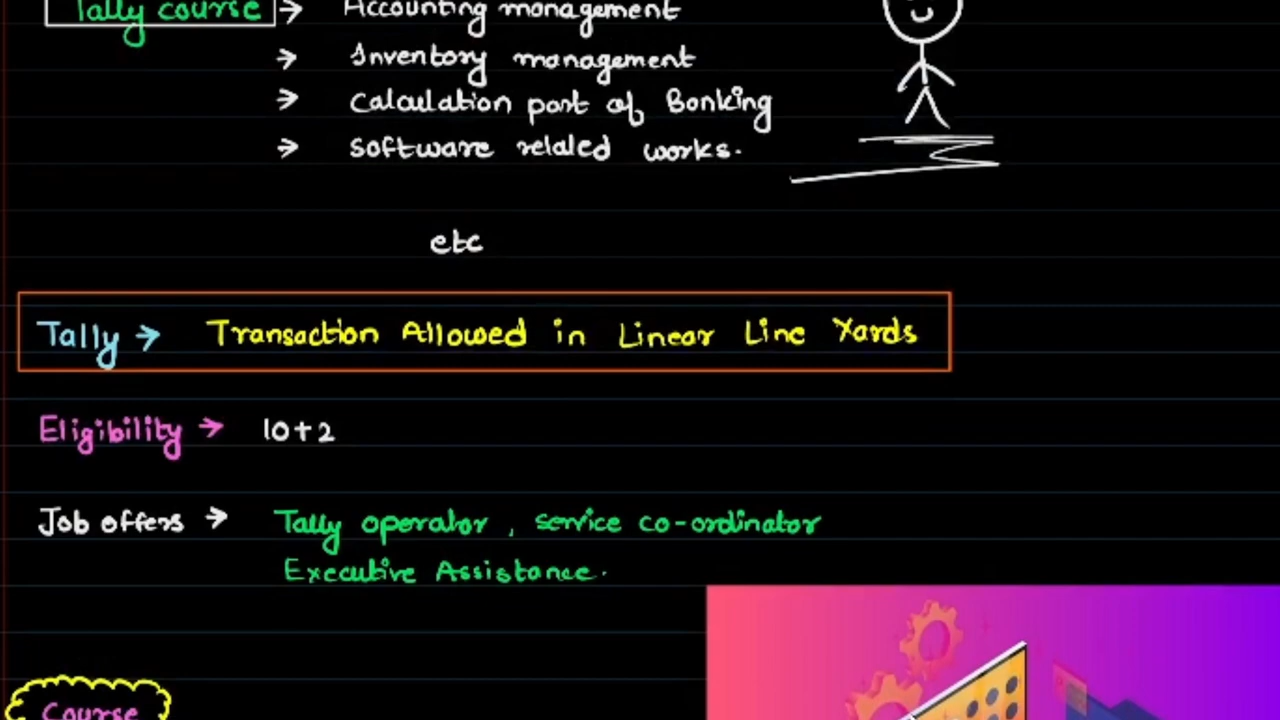 Tally course → Accounting management
→ Inventory management
→ Calculation part of Banking
→ Software related works.
etc
Tally → Transaction Allowed in Linear Line Yards
Eligibility → 10+2
Job offers → Tally operator, service co-ordinator
Executive Assistance.
Course